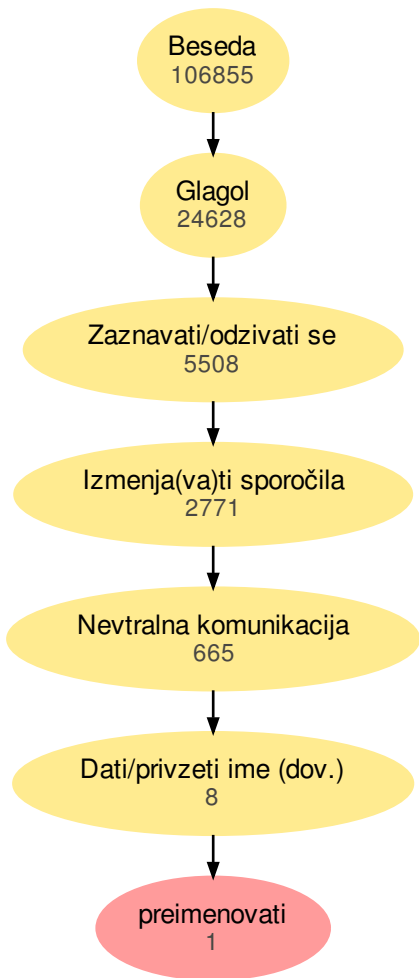 Beseda
106855
Glagol
24628
Zaznavati/odzivati se
5508
Izmenja(va)ti sporočila
2771
Nevtralna komunikacija
665
Dati/privzeti ime (dov.)
8
preimenovati
1